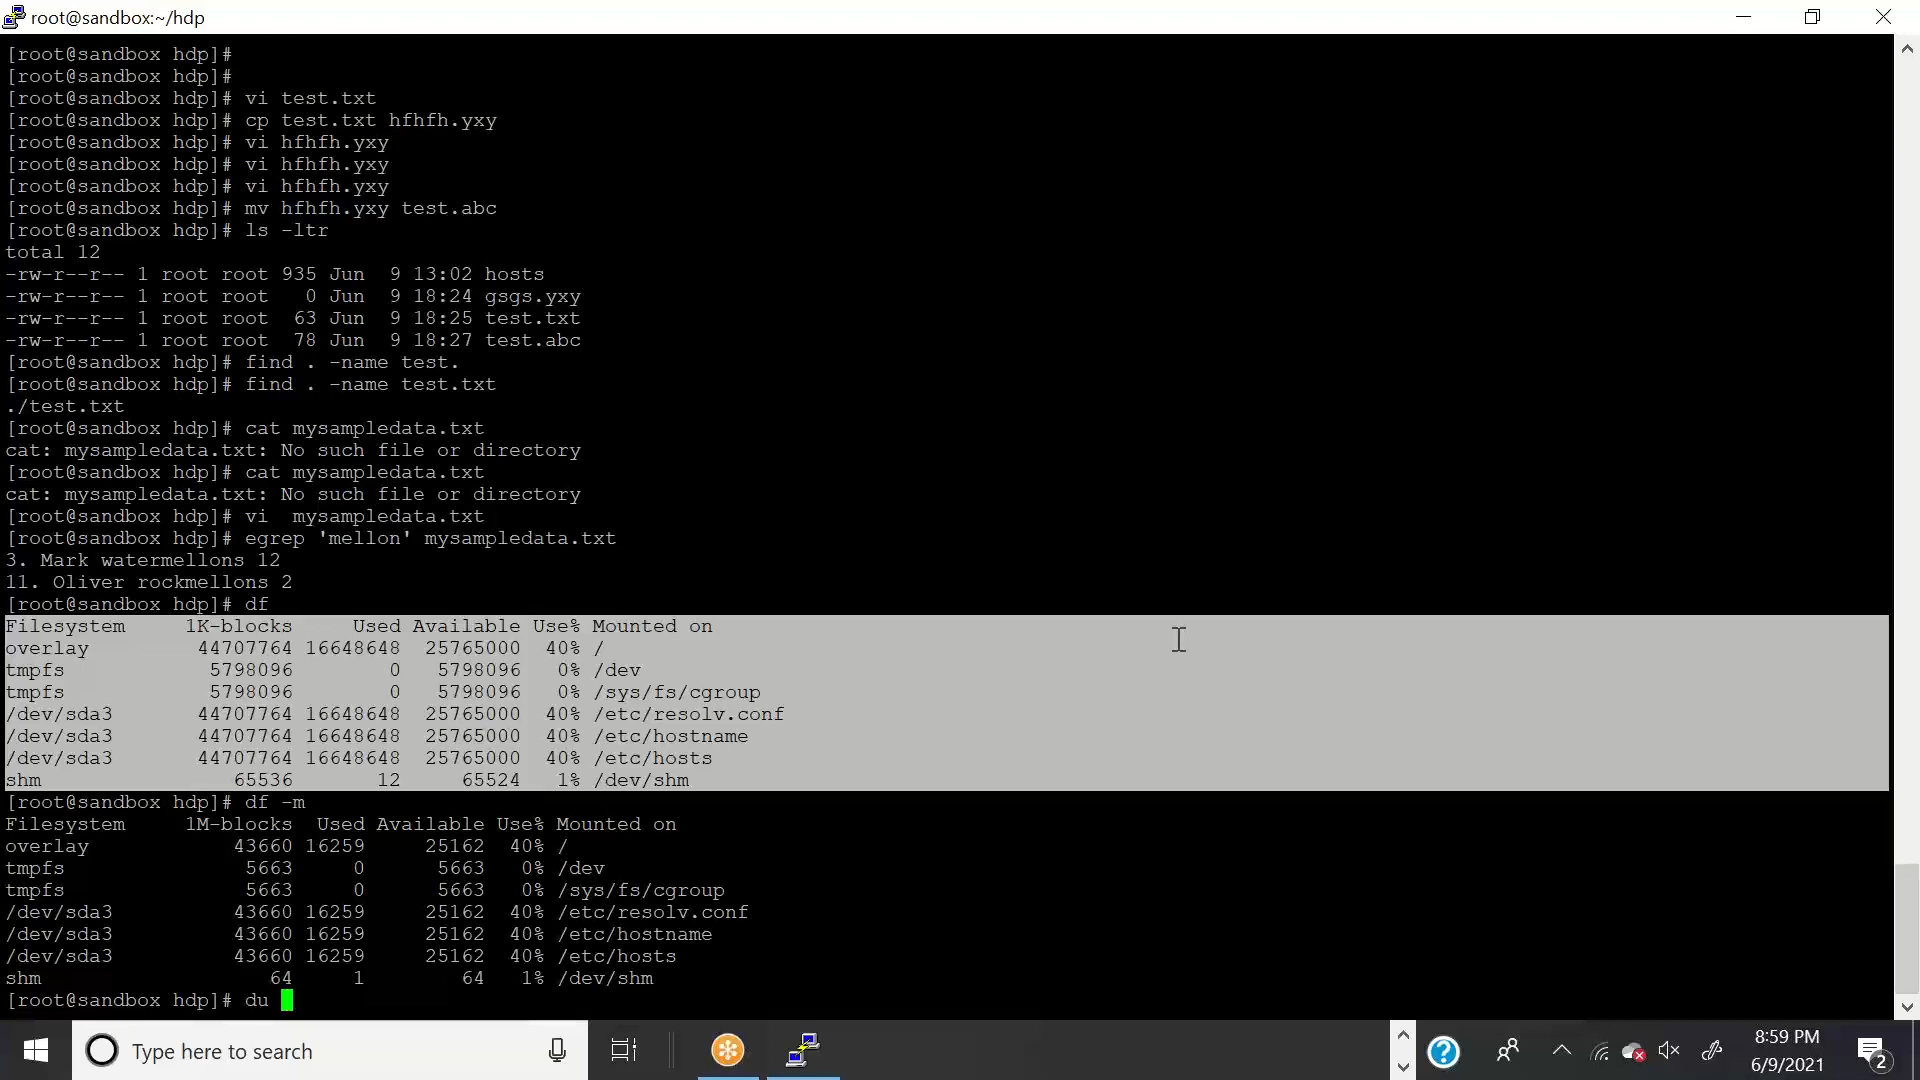 root@sandbox:~/hdp
[root@sandbox hdp]#
[root@sandbox hdp]#
[root@sandbox hdp]# vi test.txt
[root@sandbox hdp]# cp test.txt hfhfh.yxy
[root@sandbox hdp]# vi hfhfh.yxy
[root@sandbox hdp]# vi hfhfh.yxy
[root@sandbox hdp]# vi hfhfh.yxy
[root@sandbox hdp]# mv hfhfh.yxy test.abc
[root@sandbox hdp]# ls -ltr
total 12
-rw-r--r-- 1 root root 935 Jun  9 13:02 hosts
-rw-r--r-- 1 root root   0 Jun  9 18:24 gsgs.yxy
-rw-r--r-- 1 root root  63 Jun  9 18:25 test.txt
-rw-r--r-- 1 root root  78 Jun  9 18:27 test.abc
[root@sandbox hdp]# find . -name test.
[root@sandbox hdp]# find . -name test.txt
./test.txt
[root@sandbox hdp]# cat mysampledata.txt
cat: mysampledata.txt: No such file or directory
[root@sandbox hdp]# cat mysampledata.txt
cat: mysampledata.txt: No such file or directory
[root@sandbox hdp]# vi  mysampledata.txt
[root@sandbox hdp]# egrep 'mellon' mysampledata.txt
3. Mark watermellons 12
11. Oliver rockmellons 2
[root@sandbox hdp]# df
Filesystem     1K-blocks     Used Available Use% Mounted on
overlay         44707764 16648648  25765000  40% /
tmpfs            5798096        0   5798096   0% /dev
tmpfs            5798096        0   5798096   0% /sys/fs/cgroup
/dev/sda3       44707764 16648648  25765000  40% /etc/resolv.conf
/dev/sda3       44707764 16648648  25765000  40% /etc/hostname
/dev/sda3       44707764 16648648  25765000  40% /etc/hosts
shm                65536       12     65524   1% /dev/shm
[root@sandbox hdp]# df -m
Filesystem     1M-blocks  Used Available Use% Mounted on
overlay            43660 16259     25162  40% /
tmpfs               5663     0      5663   0% /dev
tmpfs               5663     0      5663   0% /sys/fs/cgroup
/dev/sda3          43660 16259     25162  40% /etc/resolv.conf
/dev/sda3          43660 16259     25162  40% /etc/hostname
/dev/sda3          43660 16259     25162  40% /etc/hosts
shm                   64     1        64   1% /dev/shm
[root@sandbox hdp]# du
Type here to search
8:59 PM
6/9/2021
2